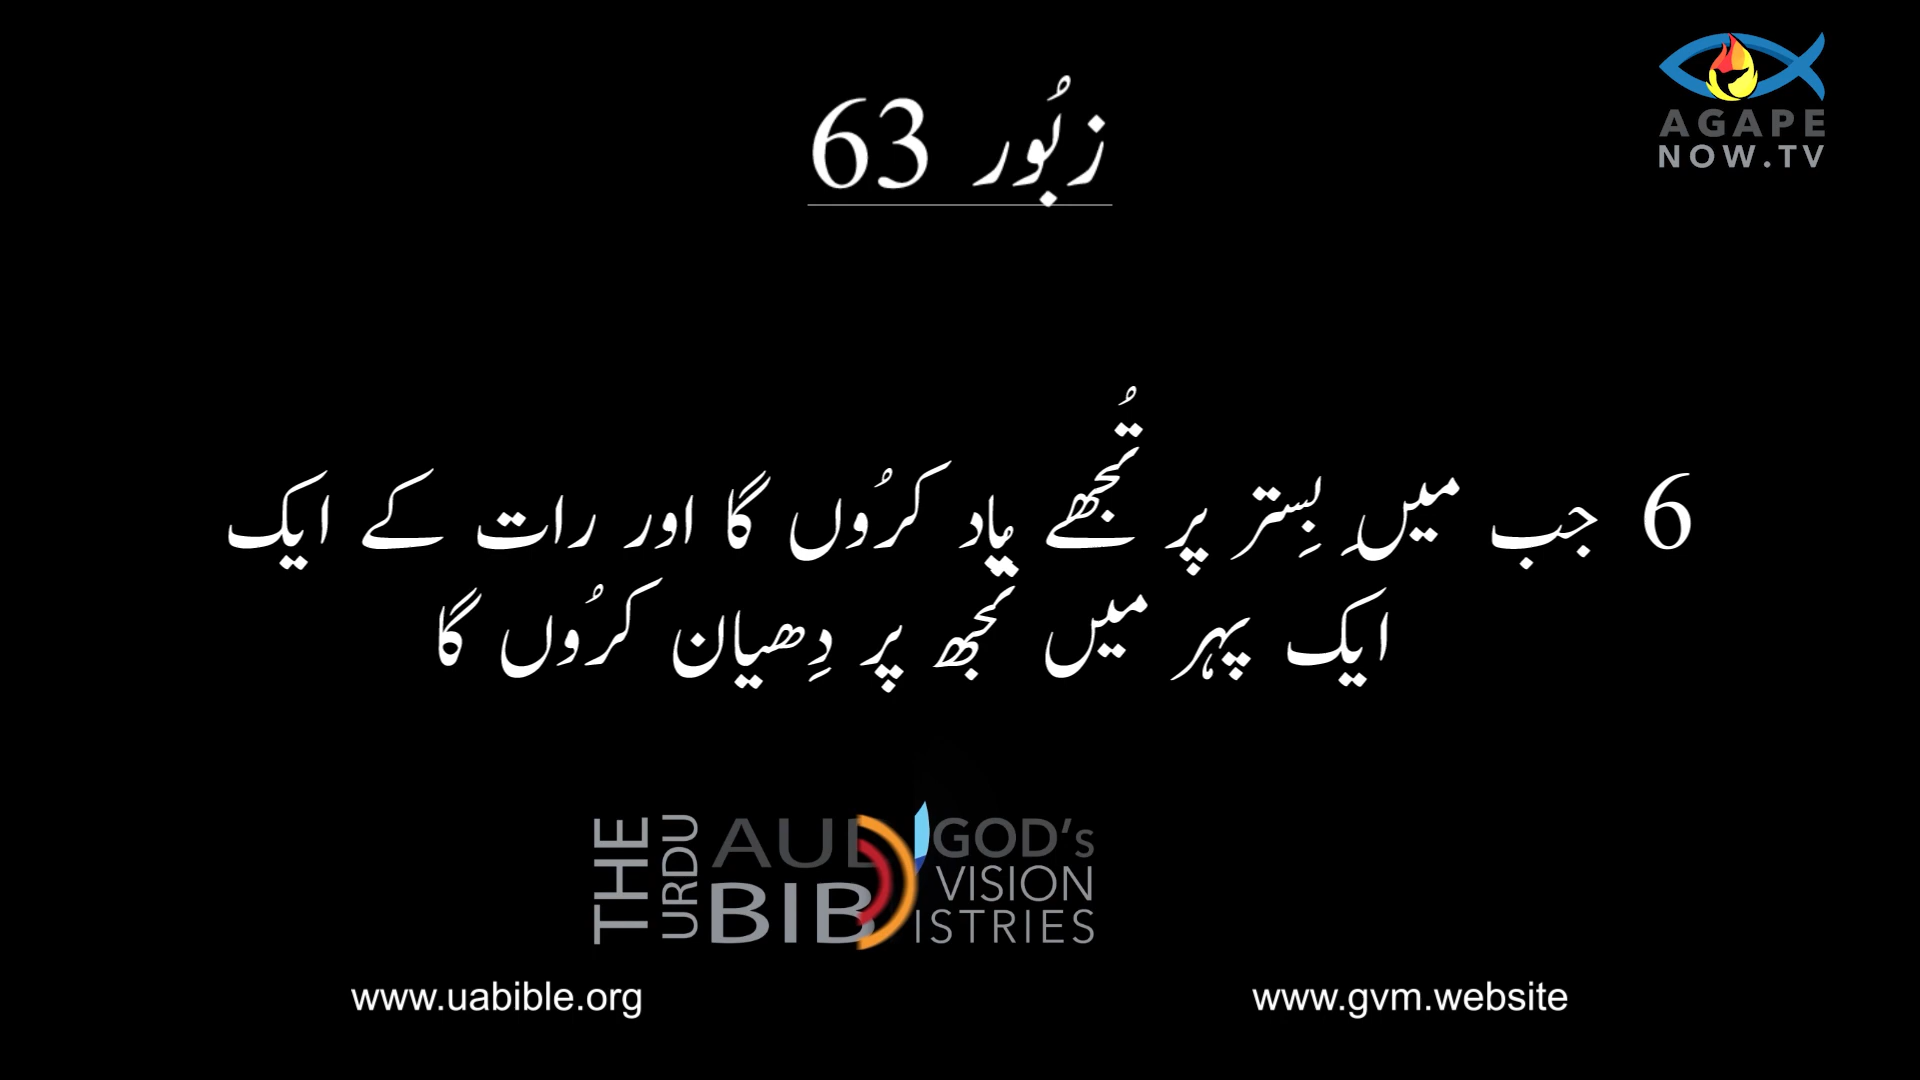 زبُور 63
AGAPE
NOW.TV
6 جب میں بِستر پر تُجھے یاد کرُوں گا اور رات کے ایک
ایک پہر میں تجھ پر دِھیان کرُوں گا
THE
URDU
AUD
BIB
GOD's
VISION
ISTRIES
www.uabible.org
www.gvm.website